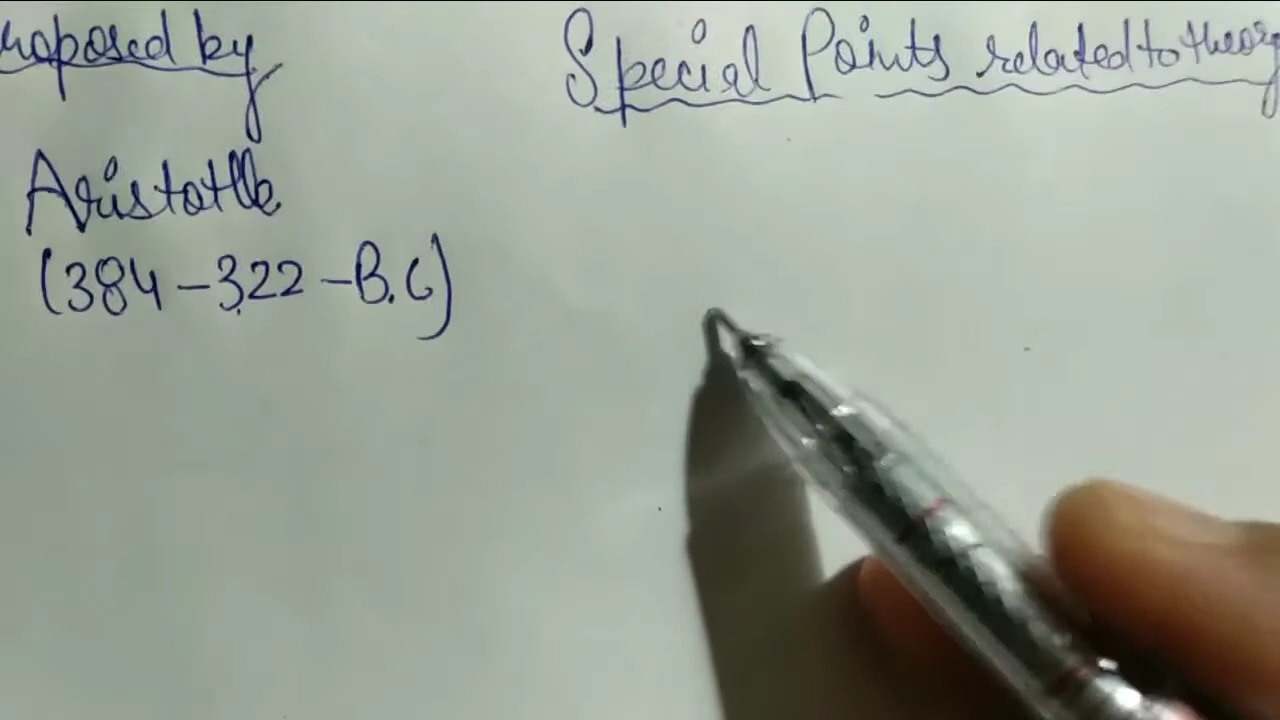 roposed by
Special Points related to theory
Aristotle
(384-322-B.C)